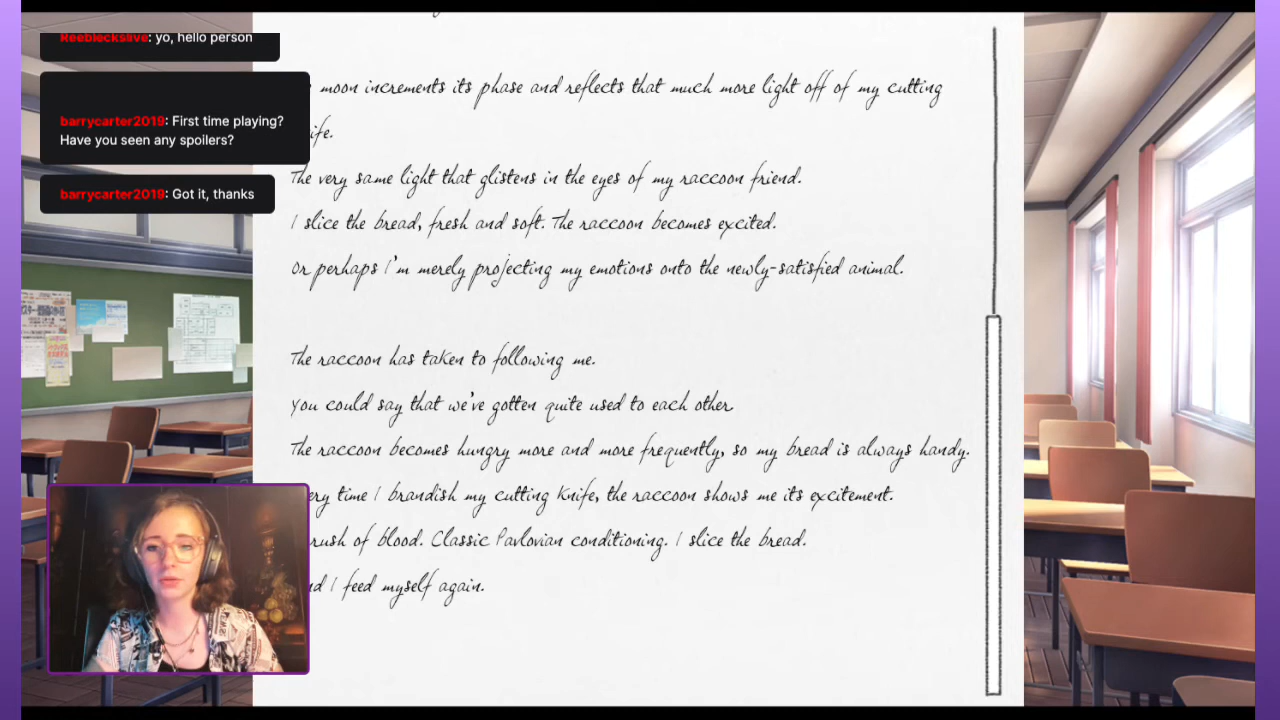 Reeblockslive: yo, hello person
barrycarter2019: First time playing?
Have you seen any spoilers?
barrycarter2019: Got it, thanks
moon increments its phase and reflects that much more light off of my cutting
The very same light that glistens in the eyes of my raccoon friend.
I slice the bread, fresh and soft. The raccoon becomes excited.
Or perhaps I'm merely projecting my emotions onto the newly-satisfied animal.
The raccoon has taken to following me.
You could say that we've gotten quite used to each other.
The raccoon becomes hungry more and more frequently, so my bread is always handy.
time I brandish my cutting knife, the raccoon shows me its excitement.
rush of blood. Classic Pavlovian conditioning. I slice the bread.
I feed myself again.